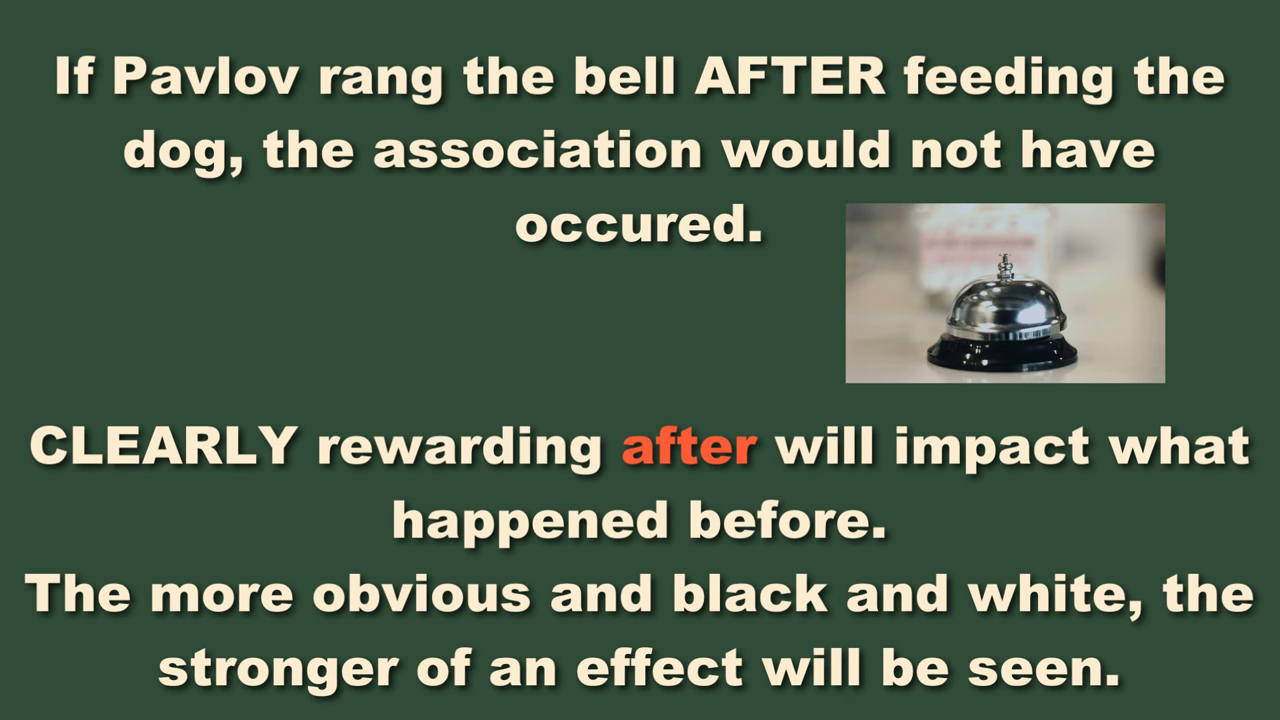 If Pavlov rang the bell AFTER feeding the
dog, the association would not have
occured.
CLEARLY rewarding after will impact what
happened before.
The more obvious and black and white, the
stronger of an effect will be seen.